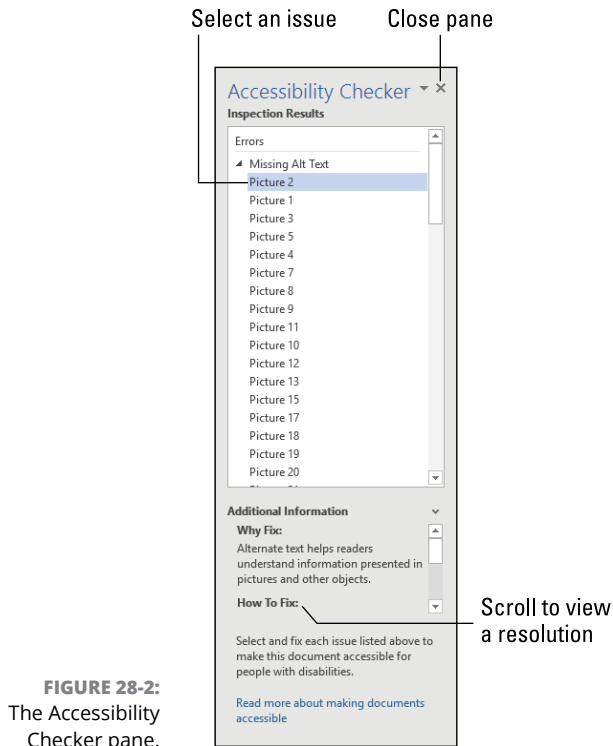 Select an issue
Close pane
Accessibility Checker
Inspection Results
Errors
Missing Alt Text
Picture 2
Picture 1
Picture 3
Picture 5
Picture 4
Picture 7
Picture 8
Picture 9
Picture 11
Picture 10
Picture 12
Picture 13
Picture 15
Picture 17
Picture 18
Picture 19
Picture 20
Additional Information
Why Fix:
Alternate text helps readers
understand information presented in
pictures and other objects.
How To Fix:
Scroll to view
a resolution
Select and fix each issue listed above to
make this document accessible for
people with disabilities.
Read more about making documents
accessible
FIGURE 28-2:
The Accessibility
Checker pane.